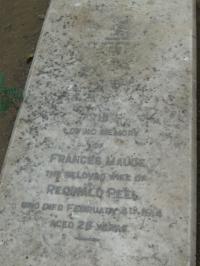 IN
LOVING MEMORY
OF
FRANCES MAUDE
THE BELOVED WIFE OF
REGINALD PEEL
WHO DIED FEBRUARY
AGED 28 YEARS